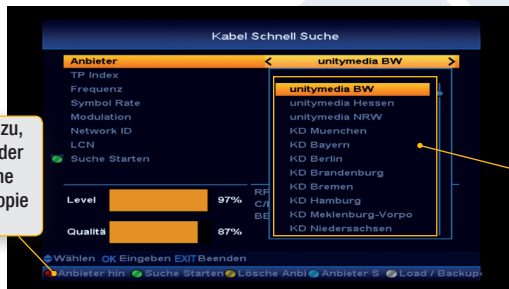 Kabel Schnell Suche
Anbieter < unitymedia BW >
TP Index
Frequenz
Symbol Rate
Modulation
Network ID
LCN
Suche Starten
unitymedia BW
unitymedia Hessen
unitymedia NRW
KD Muenchen
KD Bayern
KD Berlin
KD Brandenburg
KD Bremen
KD Hamburg
KD Meklenburg-Vorpo
KD Niedersachsen
zu,
der
opie
Level 97%
Qualitä 87%
Wählen OK Eingeben EXIT Beenden
Anbieter hin Suche Starten Lösche Anbi Anbieter S Load / Backup